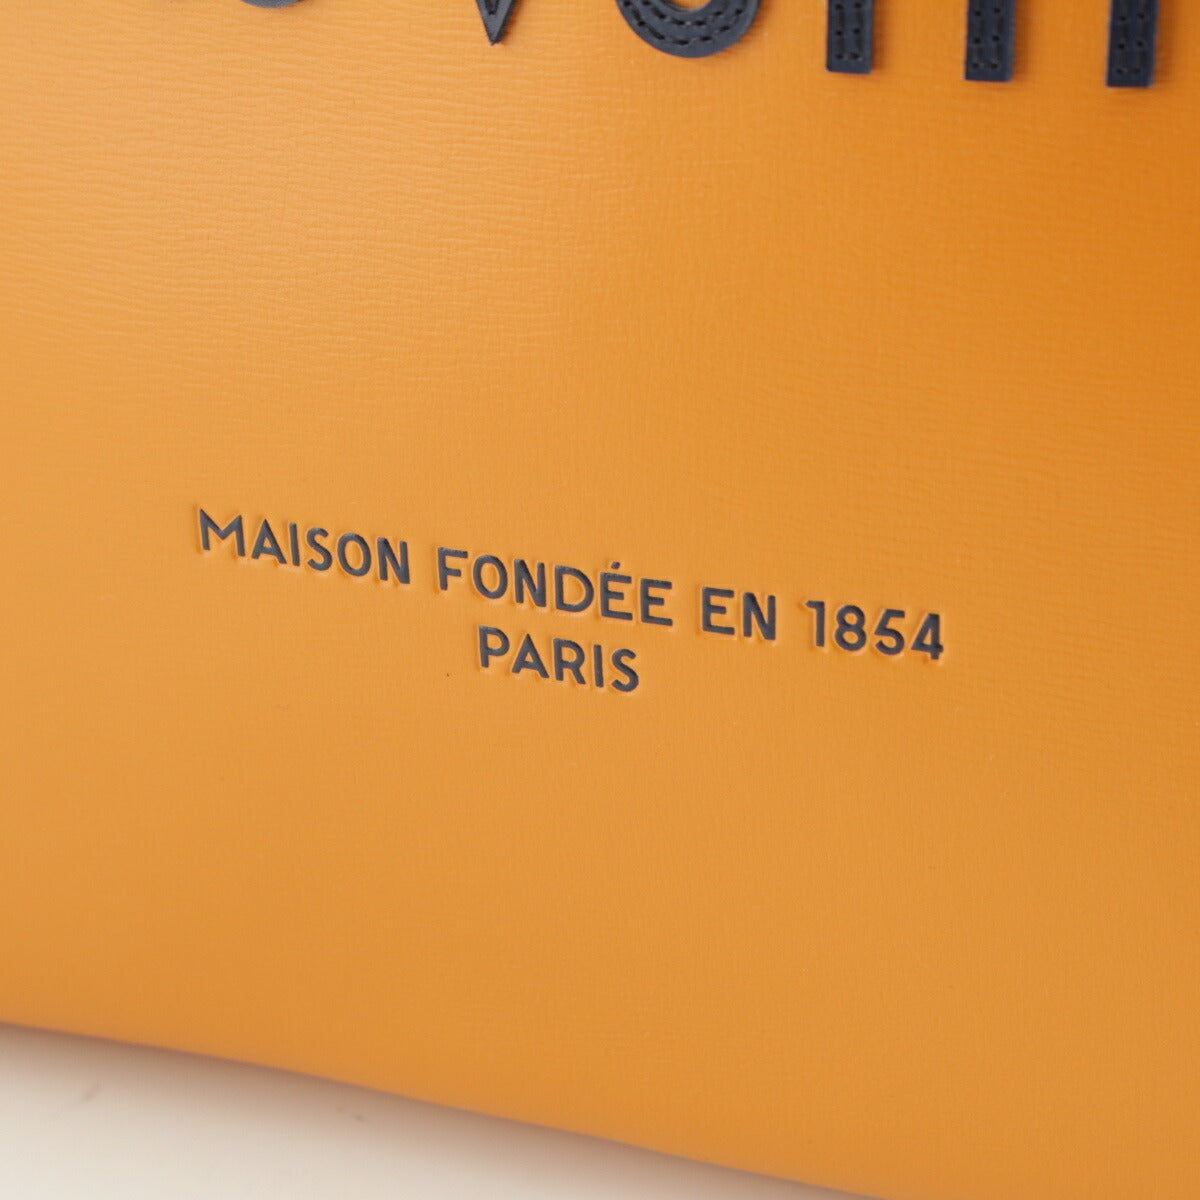 MAISON FONDÉE EN 1854
PARIS